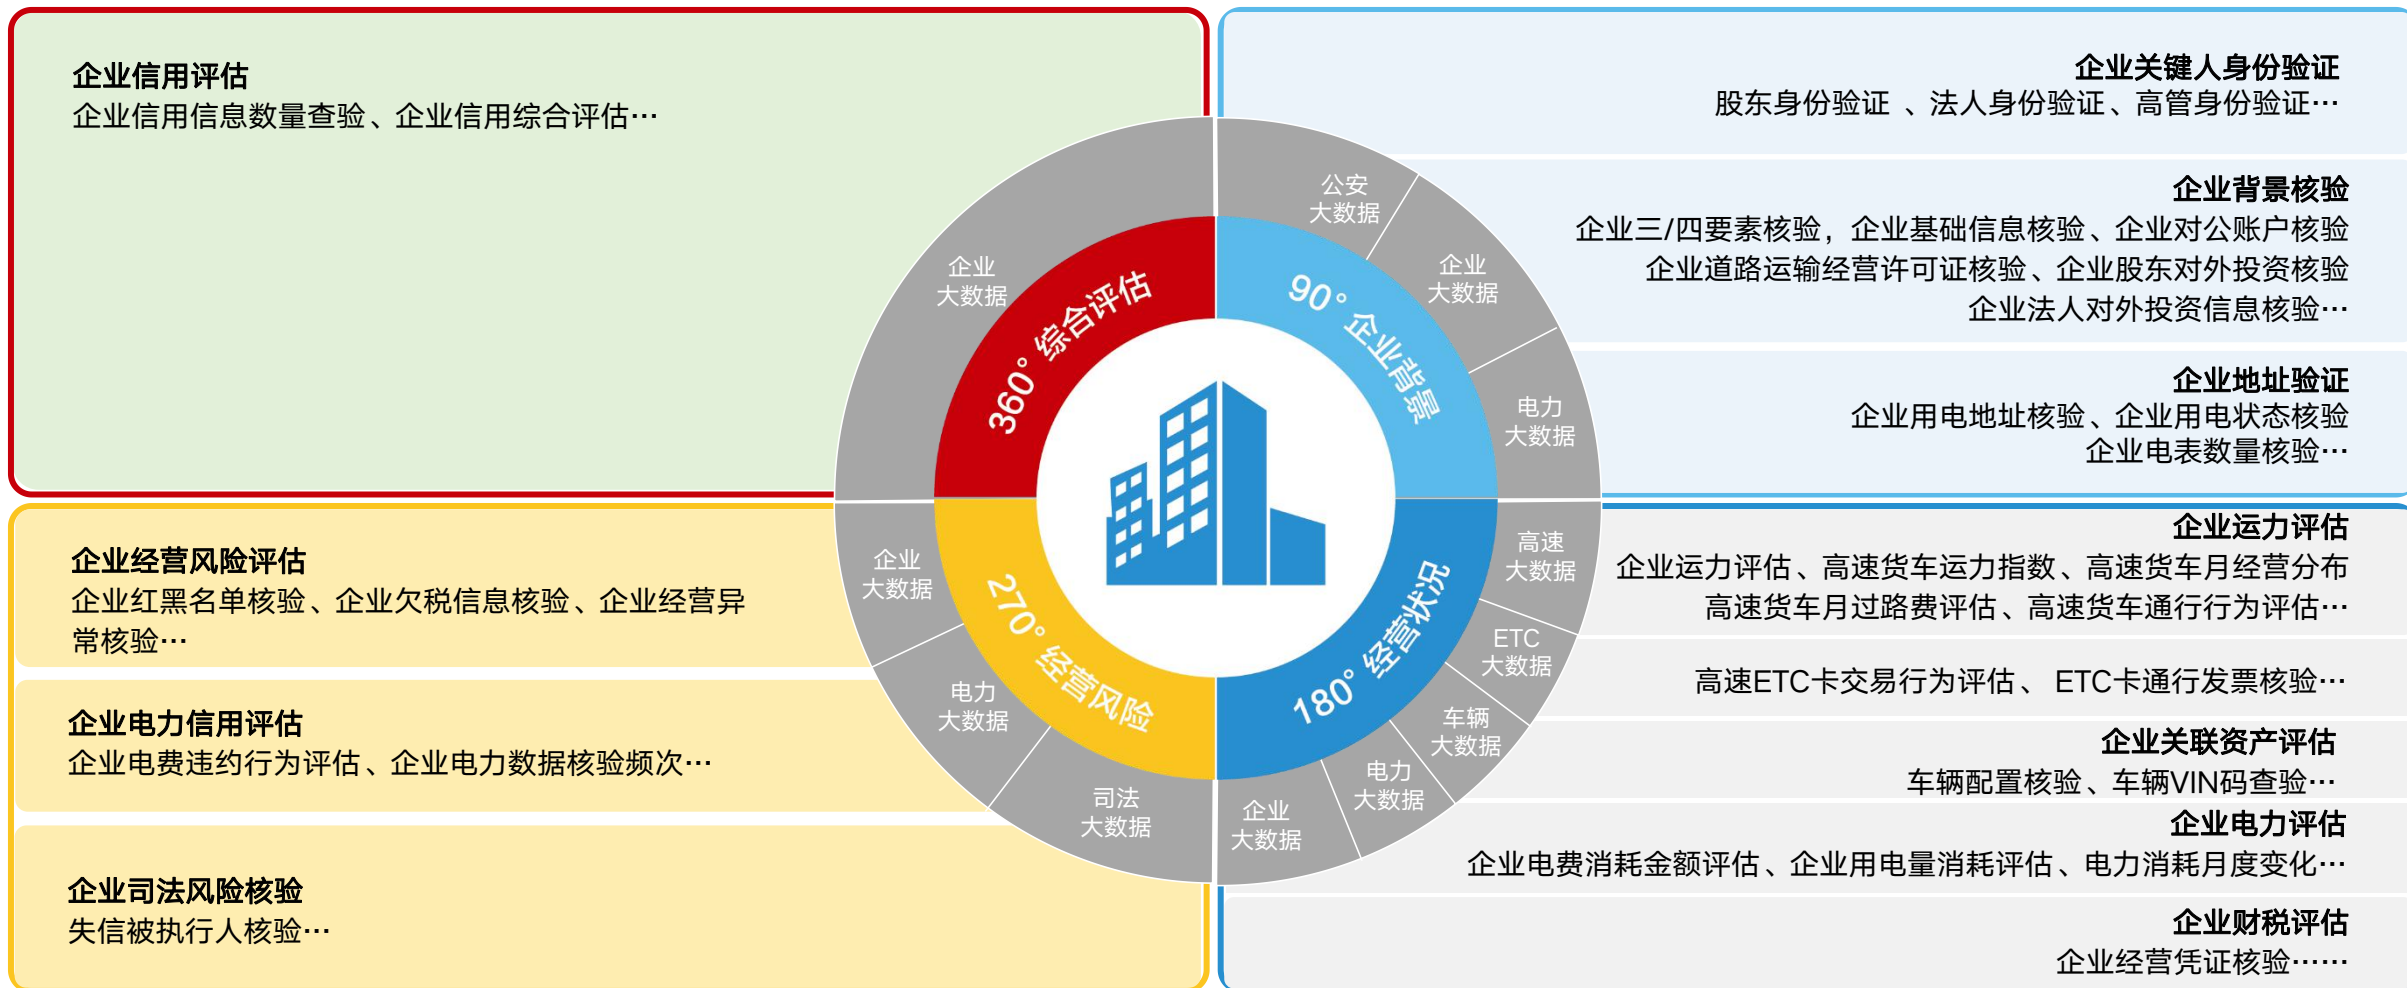 企业信用评估
企业信用信息数量查验、企业信用综合评估…
企业关键人身份验证
股东身份验证 、法人身份验证、高管身份验证…
企业背景核验
企业三/四要素核验，企业基础信息核验、企业对公账户核验
企业道路运输经营许可证核验、企业股东对外投资核验
企业法人对外投资信息核验…
企业地址验证
企业用电地址核验、企业用电状态核验
企业电表数量核验…
企业
大数据
公安
大数据
企业
大数据
电力
大数据
360° 综合评估
90° 企业背景
270° 经营风险
180° 经营状况
企业
大数据
电力
大数据
司法
大数据
高速
大数据
ETC
大数据
车辆
大数据
电力
大数据
企业
大数据
企业经营风险评估
企业红黑名单核验、企业欠税信息核验、企业经营异
常核验…
企业电力信用评估
企业电费违约行为评估、企业电力数据核验频次…
企业司法风险核验
失信被执行人核验…
企业运力评估
企业运力评估、高速货车运力指数、高速货车月经营分布
高速货车月过路费评估、高速货车通行行为评估…
高速ETC卡交易行为评估、 ETC卡通行发票核验…
企业关联资产评估
车辆配置核验、车辆VIN码查验…
企业电力评估
企业电费消耗金额评估、企业用电量消耗评估、电力消耗月度变化…
企业财税评估
企业经营凭证核验……